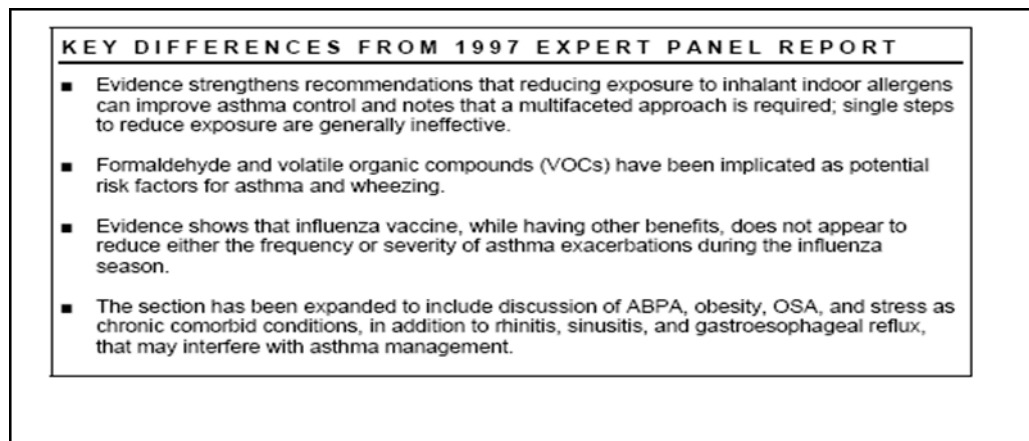 KEY DIFFERENCES FROM 1997 EXPERT PANEL REPORT
■ Evidence strengthens recommendations that reducing exposure to inhalant indoor allergens
can improve asthma control and notes that a multifaceted approach is required; single steps
to reduce exposure are generally ineffective.
■ Formaldehyde and volatile organic compounds (VOCs) have been implicated as potential
risk factors for asthma and wheezing.
■ Evidence shows that influenza vaccine, while having other benefits, does not appear to
reduce either the frequency or severity of asthma exacerbations during the influenza
season.
■ The section has been expanded to include discussion of ABPA, obesity, OSA, and stress as
chronic comorbid conditions, in addition to rhinitis, sinusitis, and gastroesophageal reflux,
that may interfere with asthma management.